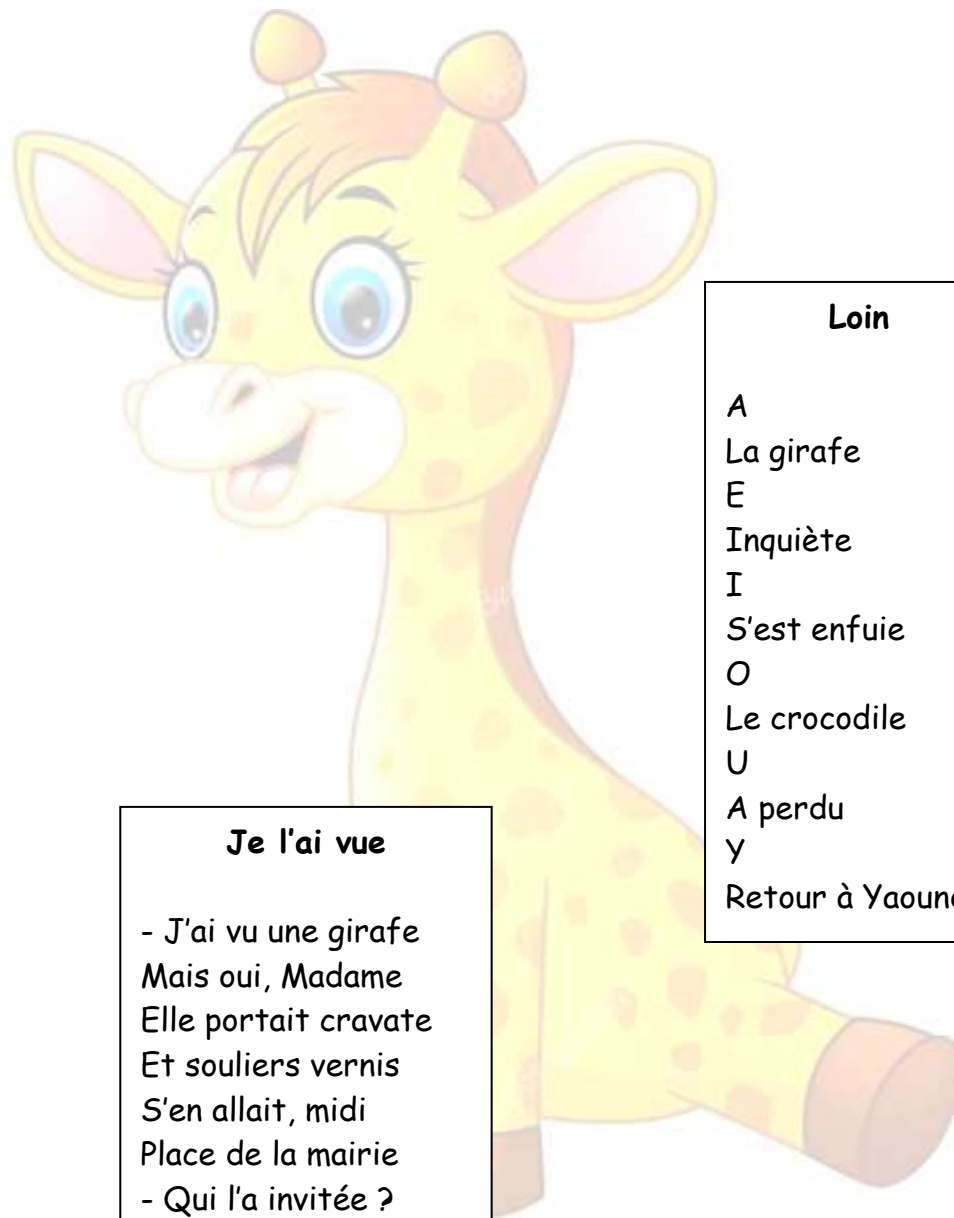 Loin
A
La girafe
E
Inquiète
I
S'est enfuie
O
Le crocodile
U
A perdu
Y
Retour à
Je l'ai vue
- J'ai vu une girafe
Mais oui, Madame
Elle portait cravate
Et souliers vernis
S'en allait, midi
Place de la mairie
- Qui l'a invitée ?